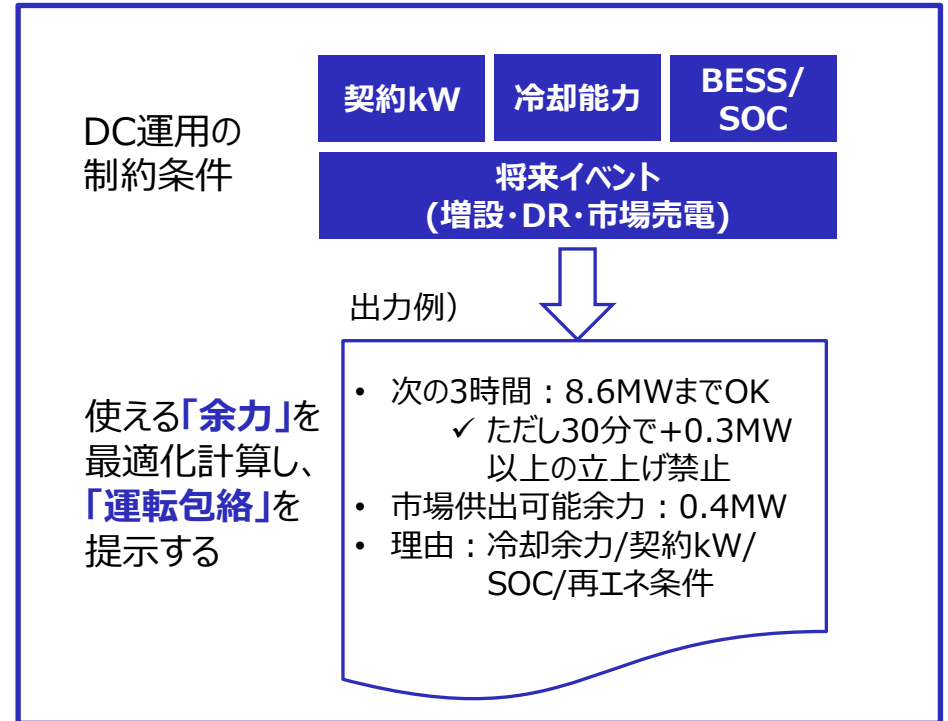 DC運用の
制約条件
契約kW
冷却能力
BESS/
SOC
将来イベント
(増設・DR・市場売電)
出力例）
使える「余力」を
最適化計算し、
「運転包絡」を
提示する
• 次の3時間：8.6MWまでOK
✓ ただし30分で+0.3MW
以上の立上げ禁止
• 市場供出可能余力：0.4MW
• 理由：冷却余力/契約kW/
SOC/再エネ条件